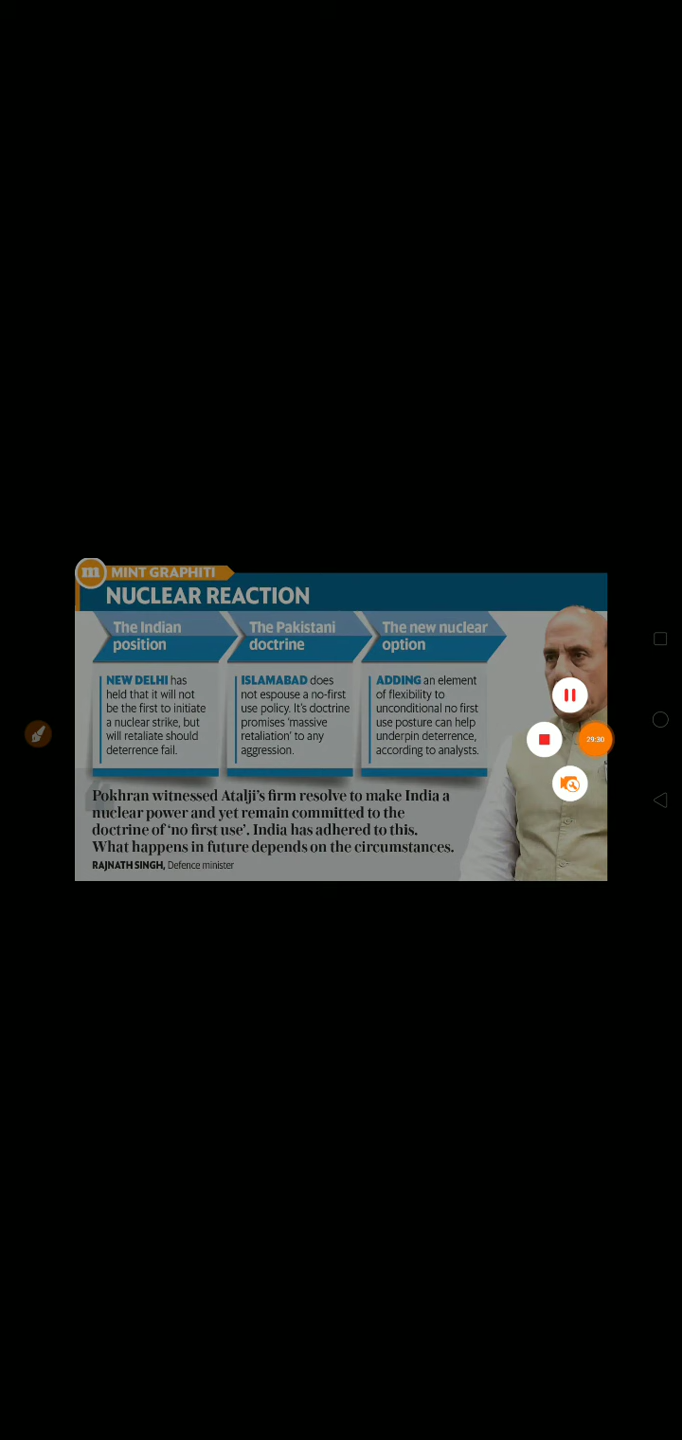 m MINT GRAPHITI
NUCLEAR REACTION
The Indian
position
The Pakistani
doctrine
The new nuclear
option
NEW DELHI has
held that it will not
be the first to initiate
a nuclear strike, but
will retaliate should
deterrence fail.
ISLAMABAD does
not espouse a no-first
use policy. It's doctrine
promises ‘massive
retaliation’ to any
aggression.
ADDING an element
of flexibility to
unconditional no first
use posture can help
underpin deterrence,
according to analysts.
Pokhran witnessed Atalji’s firm resolve to make India a
nuclear power and yet remain committed to the
doctrine of ‘no first use’. India has adhered to this.
What happens in future depends on the circumstances.
RAJNATH SINGH, Defence minister
29:30